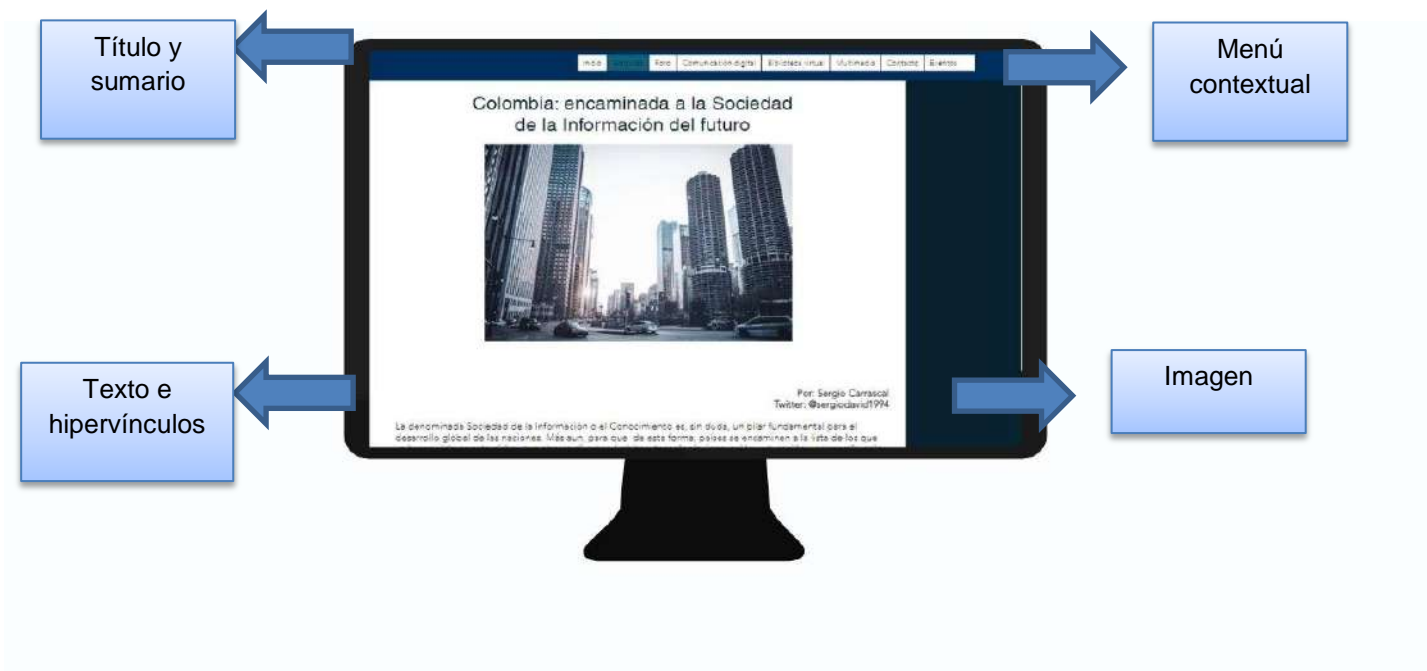 Título y
sumario
Menú
contextual
Inicio
Foro
Comunicación digital
Biblioteca virtual
Multimedia
Contacto
Eventos
Colombia: encaminada a la Sociedad
de la Información del futuro
Texto e
hipervínculos
Imagen
Por: Sergio Carrascal
Twitter: @sergiodavid1994
La denominada Sociedad de la Información o el Conocimiento es, sin duda, un pilar fundamental para el
desarrollo global de las naciones. Más aun, para que de esta forma, países se encaminen a la lista de los que